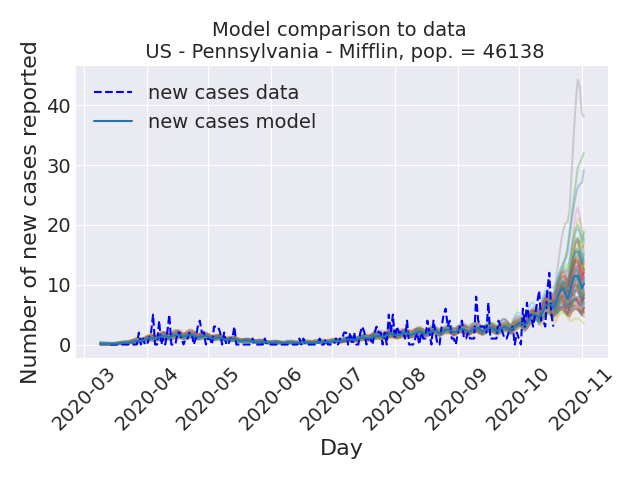 Model comparison to data
US - Pennsylvania - Mifflin, pop. = 46138
Number of new cases reported
new cases data
new cases model
40
30
20
10
0
2020-03
2020-04
2020-05
2020-06
2020-07
2020-08
2020-09
2020-10
2020-11
Day